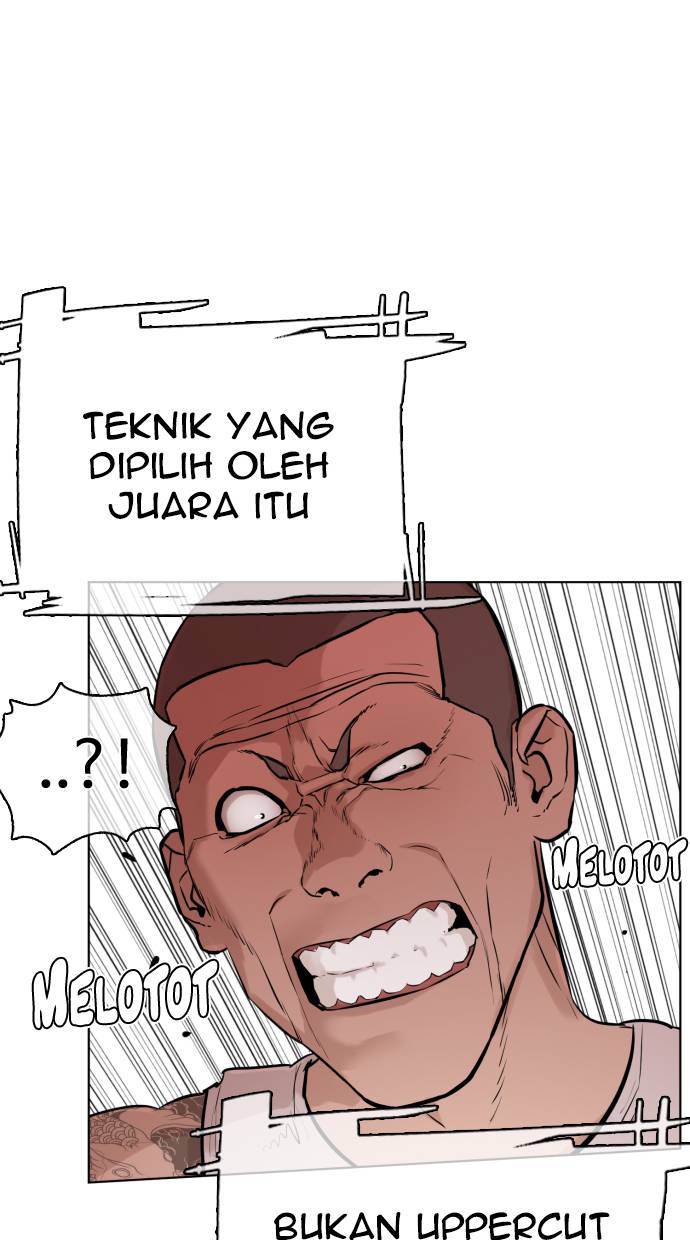 TEKNIK YANG
DIPILIH OLEH
JUARA ITU
..?!
MELOTOT
MELOTOT
BUKAN UPPERCUT